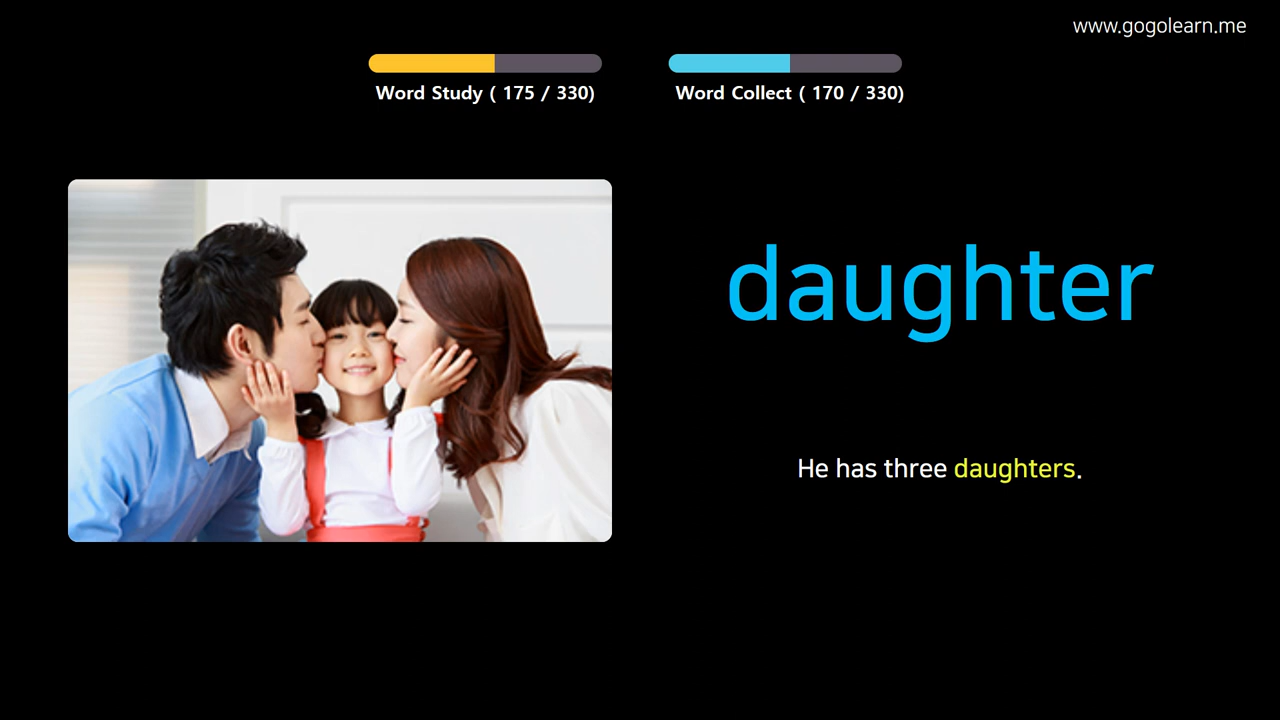 www.gogolearn.me
Word Study ( 175 / 330)
Word Collect ( 170 / 330)
daughter
He has three daughters.